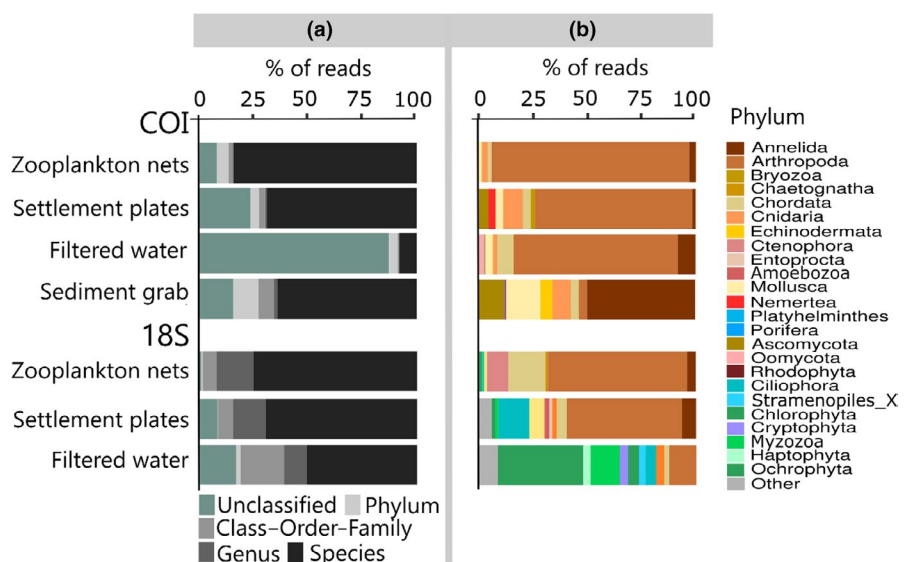 (a)
% of reads
0 25 50 100
COI
Zooplankton nets
Settlement plates
Filtered water
Sediment grab
18S
Zooplankton nets
Settlement plates
Filtered water
Unclassified Phylum
Class-Order-Family
Genus Species
(b)
% of reads
0 25 50 100
Phylum
Annelida
Arthropoda
Bryozoa
Chaetognatha
Chordata
Cnidaria
Echinodermata
Ctenophora
Entoprocta
Amoebozoa
Mollusca
Nemertea
Platyhelminthes
Porifera
Ascomycota
Oomycota
Rhodophyta
Ciliophora
Stramenopiles_X
Chlorophyta
Cryptophyta
Myzozoa
Haptophyta
Ochrophyta
Other